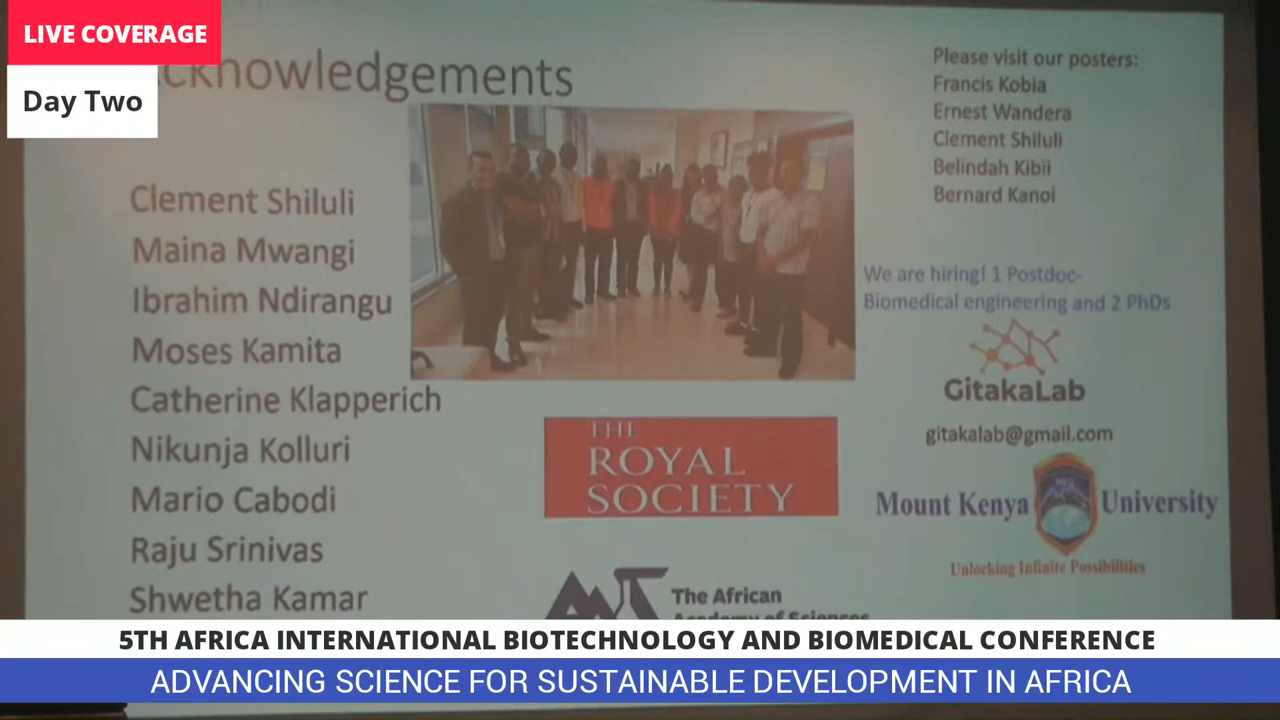 LIVE COVERAGE
Day Two
cknowledgements
Clement Shiluli
Maina Mwangi
Ibrahim Ndirangu
Moses Kamita
Catherine Klapperich
Nikunja Kolluri
Mario Cabodi
Raju Srinivas
Shwetha Kamar
THE
ROYAL
SOCIETY
The African
Academy of Sciences
Please visit our posters:
Francis Kobia
Ernest Wandera
Clement Shiluli
Belindah Kibii
Bernard Kanoi
We are hiring! 1 Postdoc-
Biomedical engineering and 2 PhDs
GitakaLab
gitakalab@gmail.com
Mount Kenya University
Unlocking Infinite Possibilities
5TH AFRICA INTERNATIONAL BIOTECHNOLOGY AND BIOMEDICAL CONFERENCE
ADVANCING SCIENCE FOR SUSTAINABLE DEVELOPMENT IN AFRICA